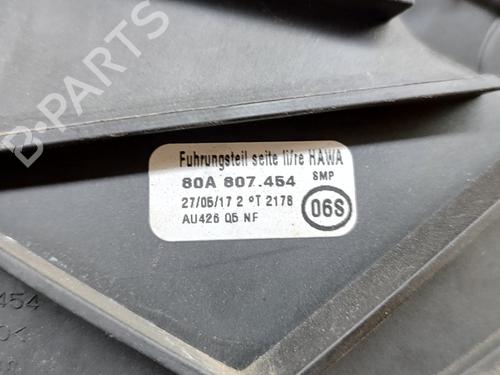 Fuhrungsteil seite li/re HAWA
80A 807.454 SMP
27/05/17 2 °T 2178 06S
AU426 Q5 NF
454
B-PARTS